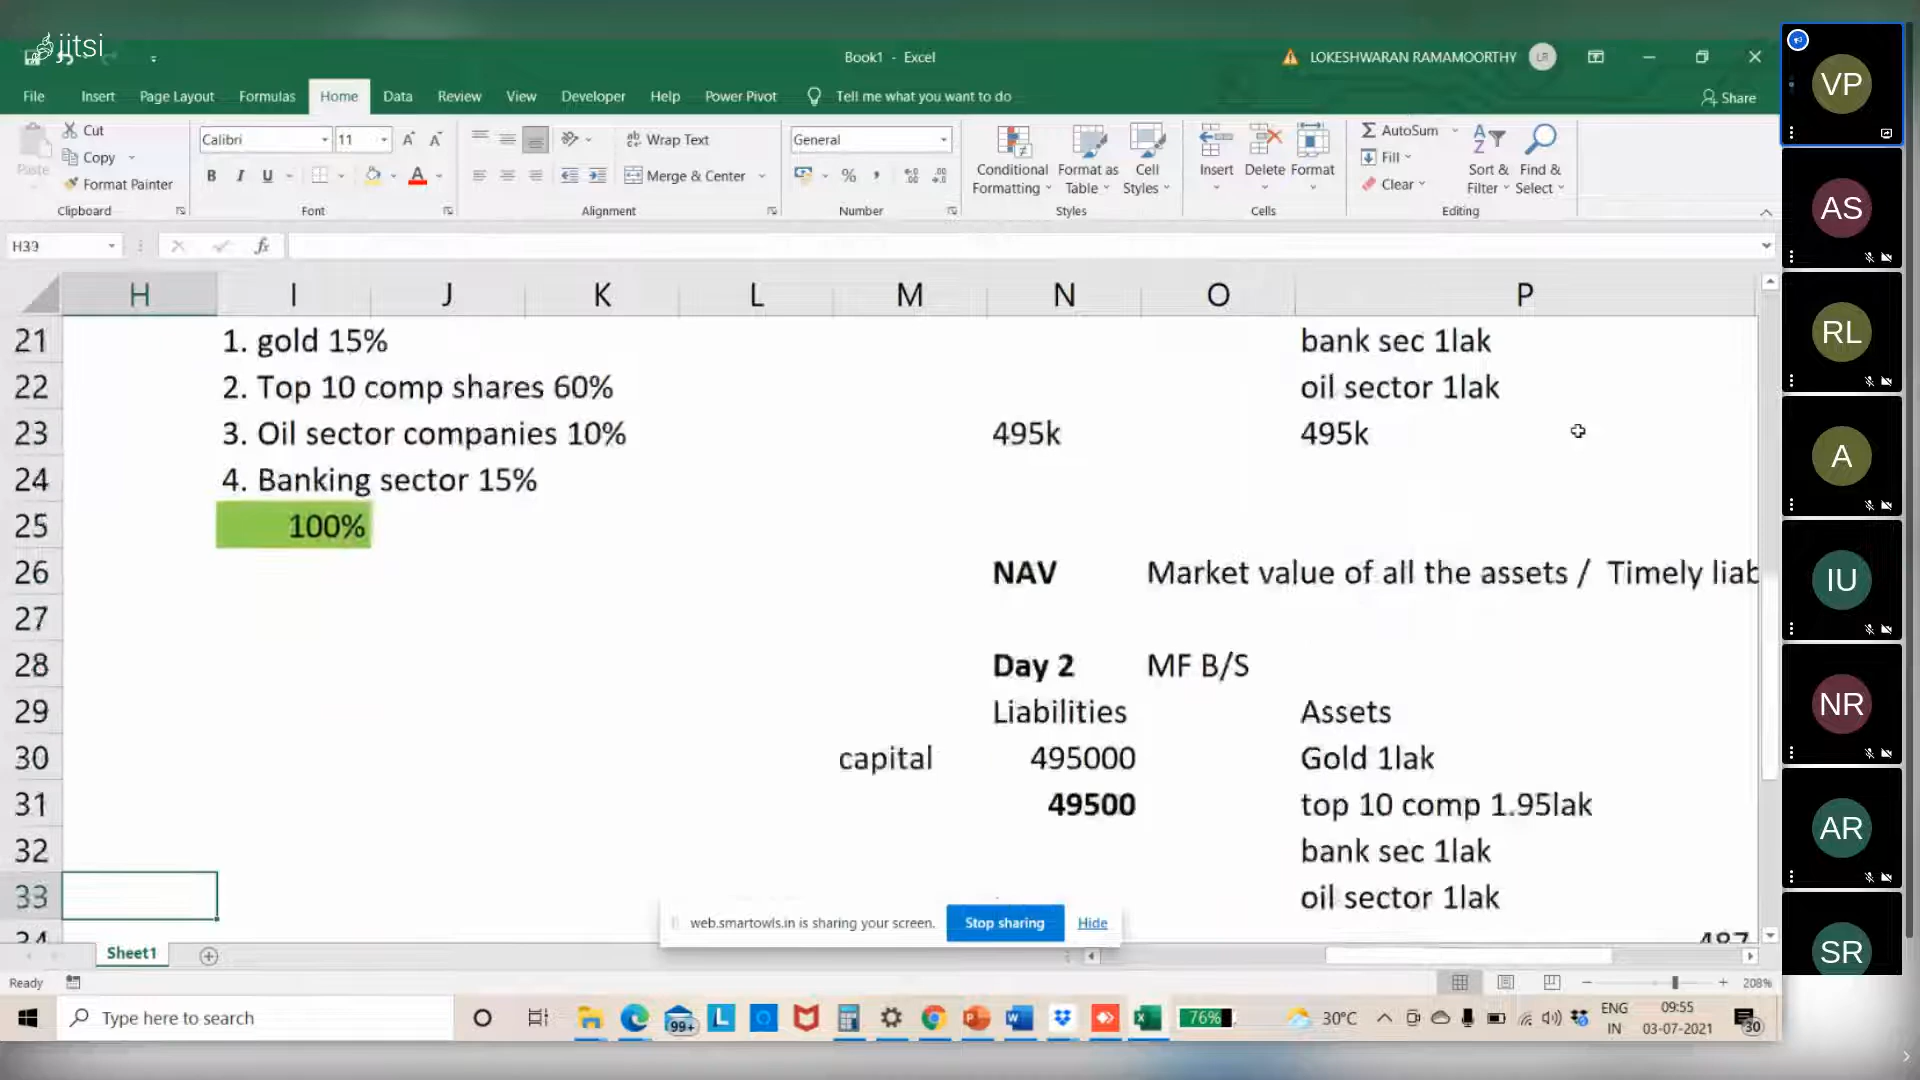 jitsi
Book1 - Excel
LOKESHWARAN RAMAMOORTHY
LR
File
Insert
Page Layout
Formulas
Home
Data
Review
View
Developer
Help
Power Pivot
Tell me what you want to do
Share
Paste
Cut
Copy
Format Painter
Clipboard
Calibri
11
A
A
B
I
U
A
Font
Wrap Text
Merge & Center
Alignment
General
%
Number
Conditional
Formatting
Format as
Table
Cell
Styles
Styles
Insert
Delete
Format
Cells
AutoSum
Fill
Clear
Sort &
Filter
Find &
Select
Editing
H33
fx
H I J K L M N O P
21 1. gold 15% bank sec 1lak
22 2. Top 10 comp shares 60% oil sector 1lak
23 3. Oil sector companies 10% 495k 495k
24 4. Banking sector 15%
25 100%
26 NAV Market value of all the assets / Timely liab
27
28 Day 2 MF B/S
29 Liabilities Assets
30 capital 495000 Gold 1lak
31 49500 top 10 comp 1.95lak
32 bank sec 1lak
33 oil sector 1lak
34 487
web.smartowls.in is sharing your screen.
Stop sharing
Hide
Sheet1
Ready
208%
Type here to search
99+
76%
30°C
ENG
IN
09:55
03-07-2021
30
VP
AS
RL
A
IU
NR
AR
SR